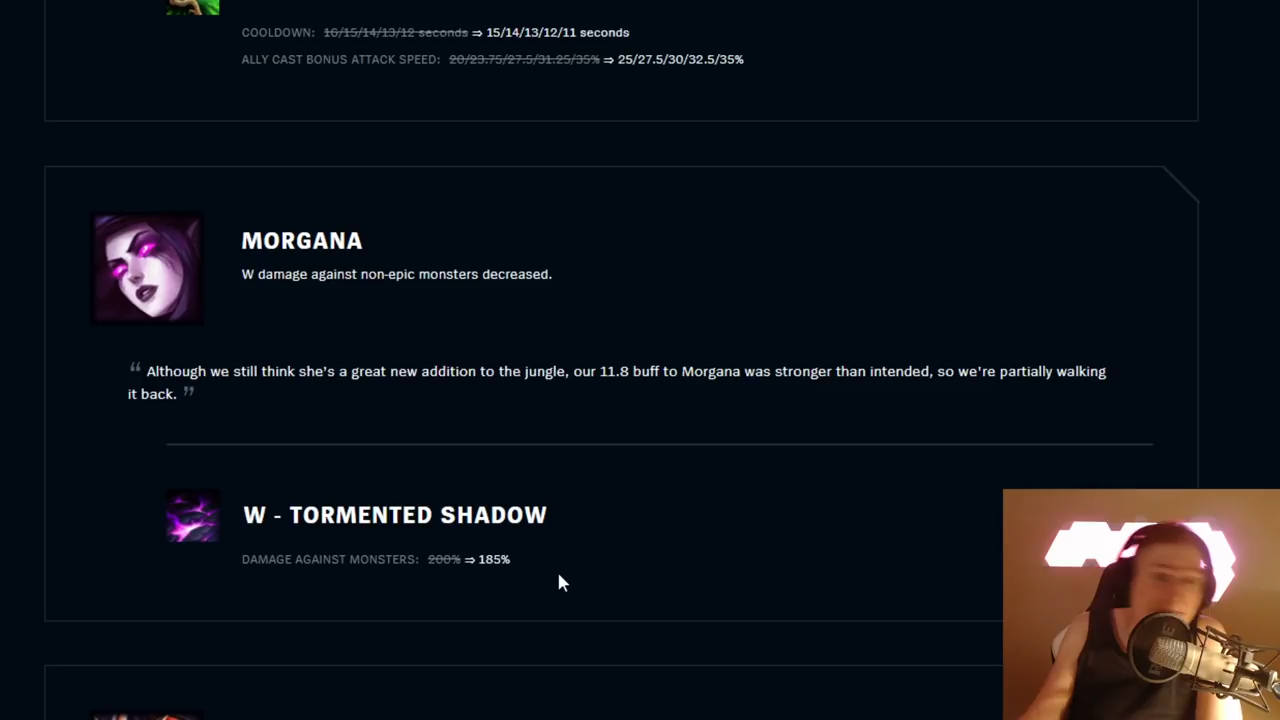 COOLDOWN: 16/15/14/13/12 seconds ⇒ 15/14/13/12/11 seconds
ALLY CAST BONUS ATTACK SPEED: 20/23.75/27.5/31.25/35% ⇒ 25/27.5/30/32.5/35%
MORGANA
W damage against non-epic monsters decreased.
“ Although we still think she's a great new addition to the jungle, our 11.8 buff to Morgana was stronger than intended, so we're partially walking
it back. ”
W - TORMENTED SHADOW
DAMAGE AGAINST MONSTERS: 200% ⇒ 185%